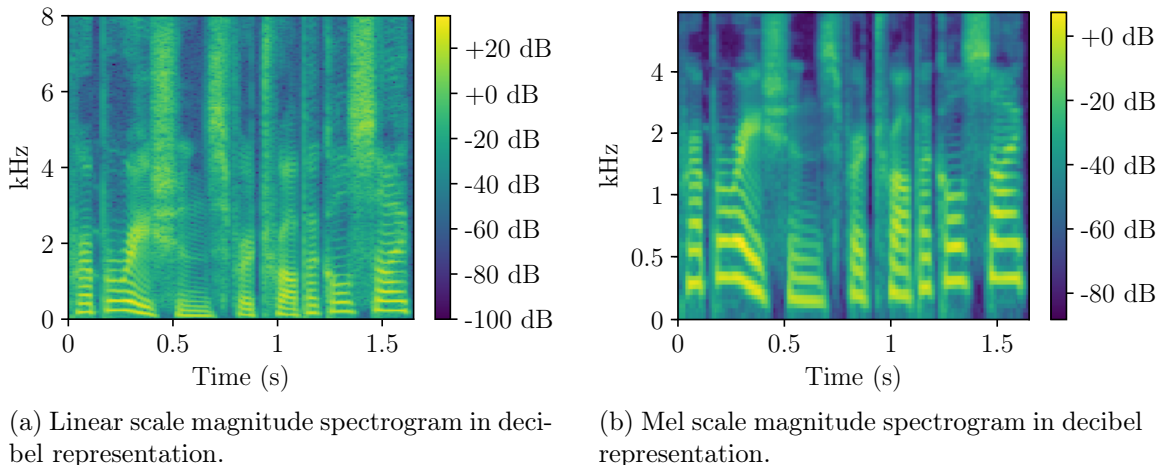 8
6
4
2
0
kHz
0
0.5
1
1.5
Time (s)
+20 dB
+0 dB
-20 dB
-40 dB
-60 dB
-80 dB
-100 dB
(a) Linear scale magnitude spectrogram in deci-
bel representation.
4
2
1
0.5
0
kHz
0
0.5
1
1.5
Time (s)
+0 dB
-20 dB
-40 dB
-60 dB
-80 dB
(b) Mel scale magnitude spectrogram in decibel
representation.